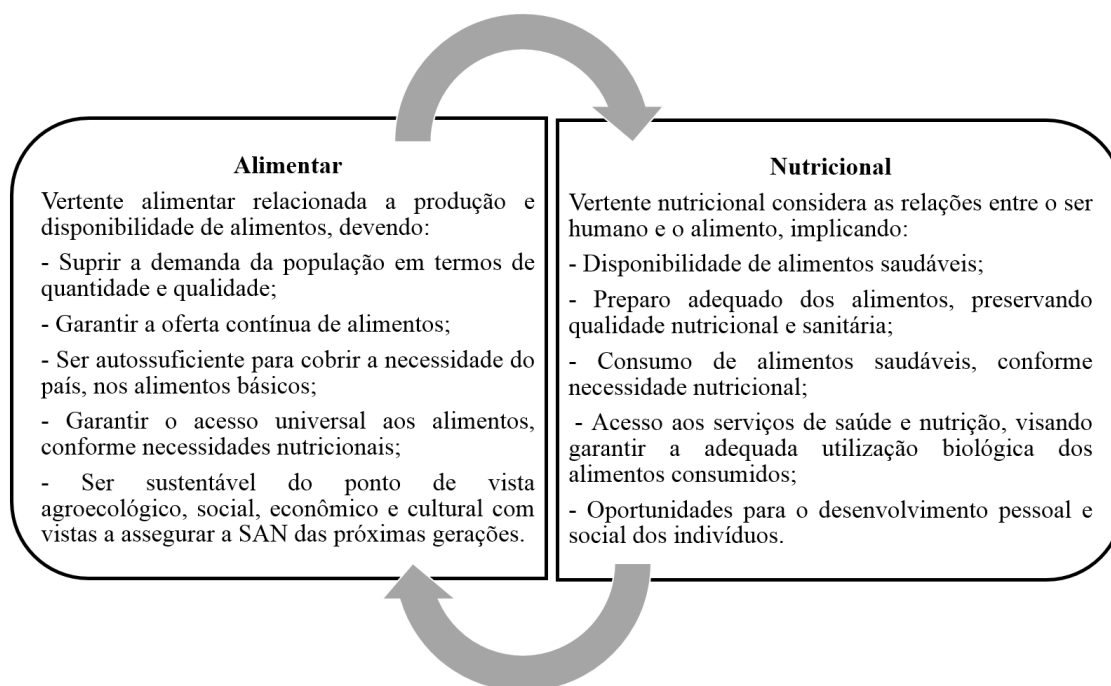 Alimentar
Vertente alimentar relacionada a produção e
disponibilidade de alimentos, devendo:
- Suprir a demanda da população em termos de
quantidade e qualidade;
- Garantir a oferta contínua de alimentos;
- Ser autossuficiente para cobrir a necessidade do
país, nos alimentos básicos;
- Garantir o acesso universal aos alimentos,
conforme necessidades nutricionais;
- Ser sustentável do ponto de vista
agroecológico, social, econômico e cultural com
vistas a assegurar a SAN das próximas gerações.
Nutricional
Vertente nutricional considera as relações entre o ser
humano e o alimento, implicando:
- Disponibilidade de alimentos saudáveis;
- Preparo adequado dos alimentos, preservando
qualidade nutricional e sanitária;
- Consumo de alimentos saudáveis, conforme
necessidade nutricional;
- Acesso aos serviços de saúde e nutrição, visando
garantir a adequada utilização biológica dos
alimentos consumidos;
- Oportunidades para o desenvolvimento pessoal e
social dos indivíduos.